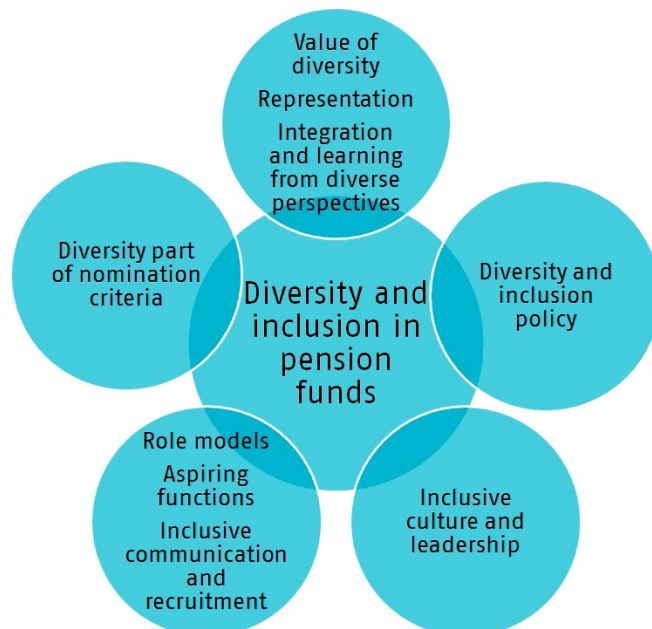 Value of
diversity
Representation
Integration
and learning
from diverse
perspectives
Diversity part
of nomination
criteria
Diversity and
inclusion in
pension
funds
Diversity and
inclusion
policy
Role models
Aspiring
functions
Inclusive
communication
and
recruitment
Inclusive
culture and
leadership